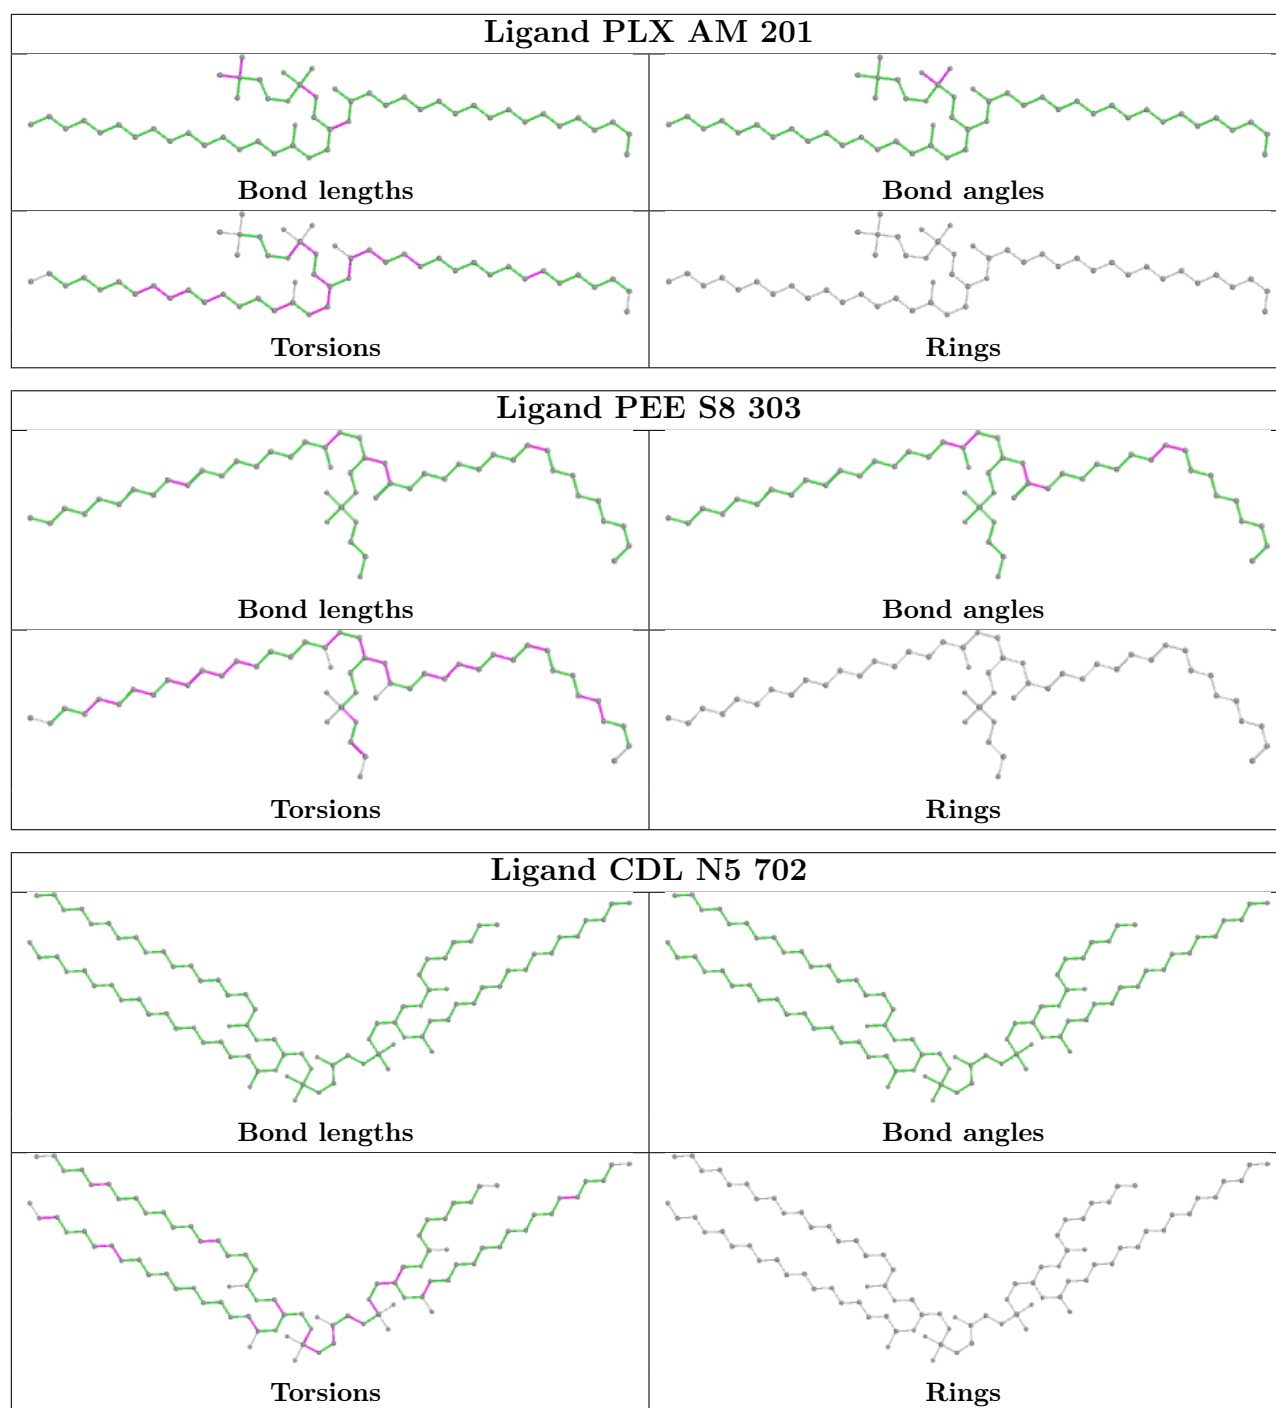 Ligand PLX AM 201
Bond lengths
Bond angles
Torsions
Rings
Ligand PEE S8 303
Bond lengths
Bond angles
Torsions
Rings
Ligand CDL N5 702
Bond lengths
Bond angles
Torsions
Rings